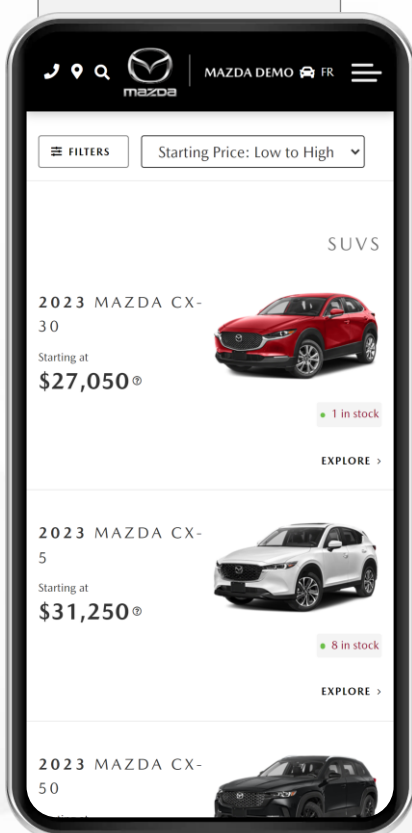 mazda
MAZDA DEMO FR
FILTERS
Starting Price: Low to High
SUVS
2023 MAZDA CX-
30
Starting at
$27,050
1 in stock
EXPLORE >
2023 MAZDA CX-
5
Starting at
$31,250
8 in stock
EXPLORE >
2023 MAZDA CX-
50